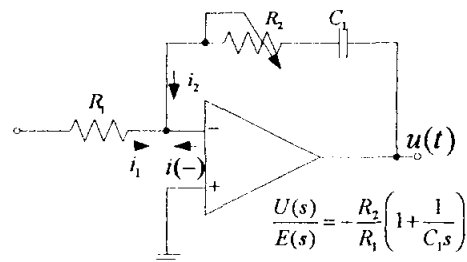 R₂
C₁
i₂
R₁
−
i₁
i(−)
+
u(t)
U(s)/E(s) = −R₂/R₁(1+1/C₁s)